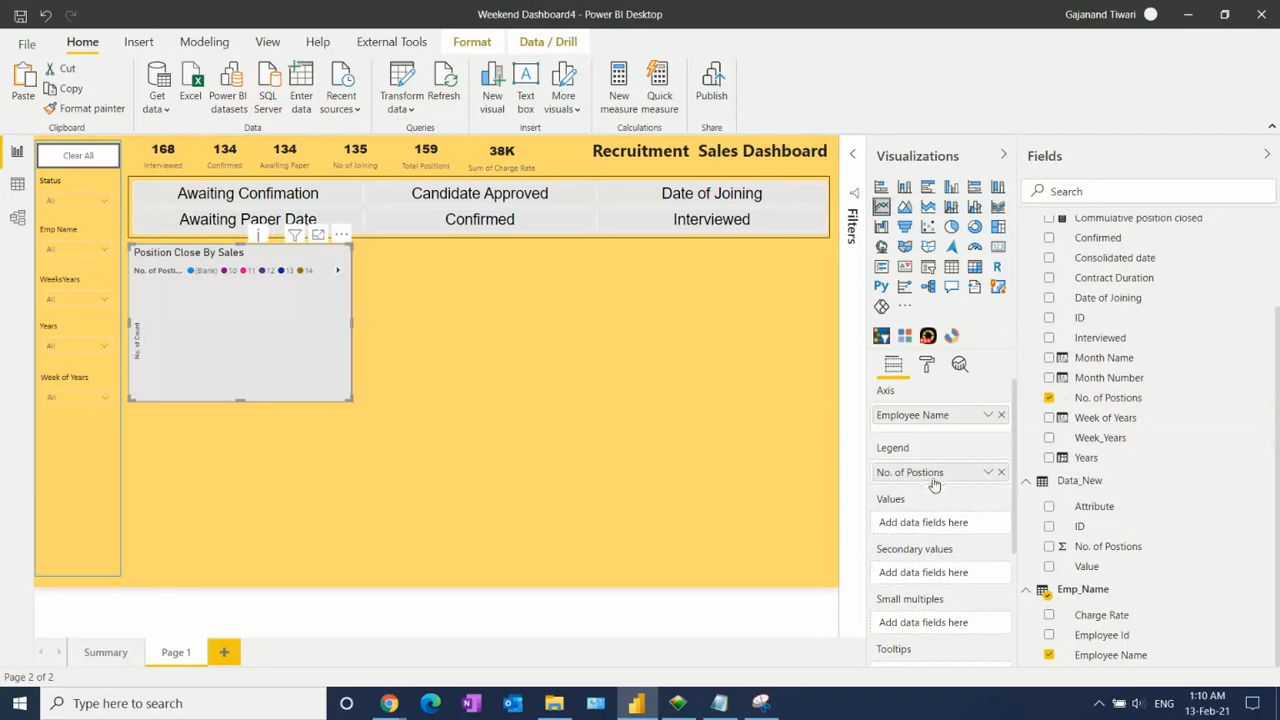 Weekend Dashboard4 - Power BI Desktop
Gajanand Tiwari
File
Home
Insert
Modeling
View
Help
External Tools
Format
Data / Drill
Paste
Cut
Copy
Format painter
Clipboard
Get data
Excel
Power BI datasets
SQL Server
Enter data
Recent sources
Data
Transform data
Refresh
Queries
New visual
Text box
More visuals
Insert
New measure
Quick measure
Calculations
Publish
Share
Clear All
Status
All
Emp Name
All
WeeksYears
All
Years
All
Week of Years
All
168
Interviewed
134
Confirmed
134
Awaiting Paper
135
No of Joining
159
Total Positions
38K
Sum of Charge Rate
Recruitment Sales Dashboard
Awaiting Confimation
Candidate Approved
Date of Joining
Awaiting Paper Date
Confirmed
Interviewed
Position Close By Sales
No. of Posti... (Blank) 10 11 12 13 14
No. of Count
Filters
Visualizations
R
Py
Axis
Employee Name
Legend
No. of Postions
Values
Add data fields here
Secondary values
Add data fields here
Small multiples
Add data fields here
Tooltips
Fields
Search
Commulative position closed
Confirmed
Consolidated date
Contract Duration
Date of Joining
ID
Interviewed
Month Name
Month Number
No. of Postions
Week of Years
Week_Years
Years
Data_New
Attribute
ID
No. of Postions
Value
Emp_Name
Charge Rate
Employee Id
Employee Name
Summary
Page 1
Page 2 of 2
Type here to search
ENG
1:10 AM
13-Feb-21